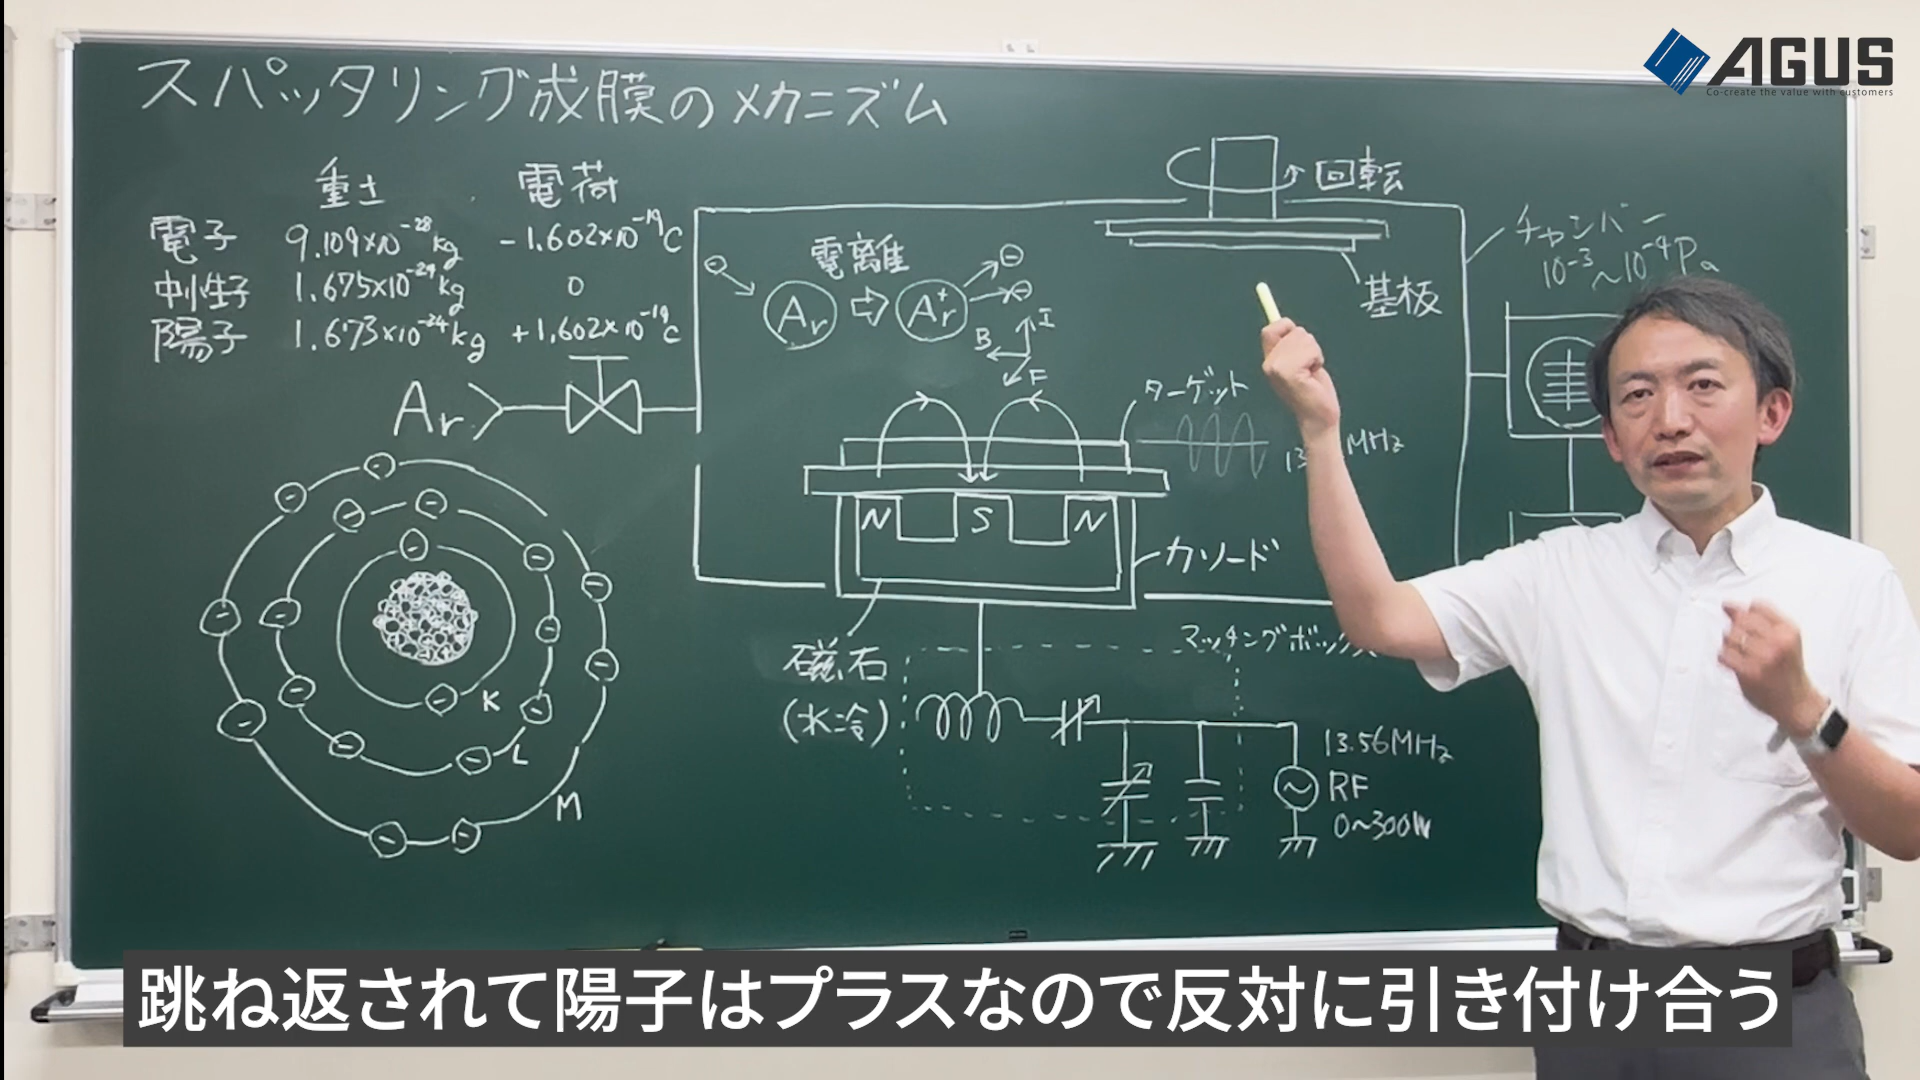 AGUS
Co-create the value with customers
スパッタリング成膜のメカニズム
重さ 電荷
電子 9.109×10⁻²⁸kg -1.602×10⁻¹⁹C
中性子 1.675×10⁻²⁴kg 0
陽子 1.673×10⁻²⁴kg +1.602×10⁻¹⁹C
Ar
K
L
M
電離
Ar
Ar⁺
I
B
F
回転
基板
チャンバー
10⁻³~10⁻⁴Pa
ターゲット
MHz
N S N
カソード
磁石
(水冷)
マッチングボックス
13.56MHz
RF
0~300W
跳ね返されて陽子はプラスなので反対に引き付け合う